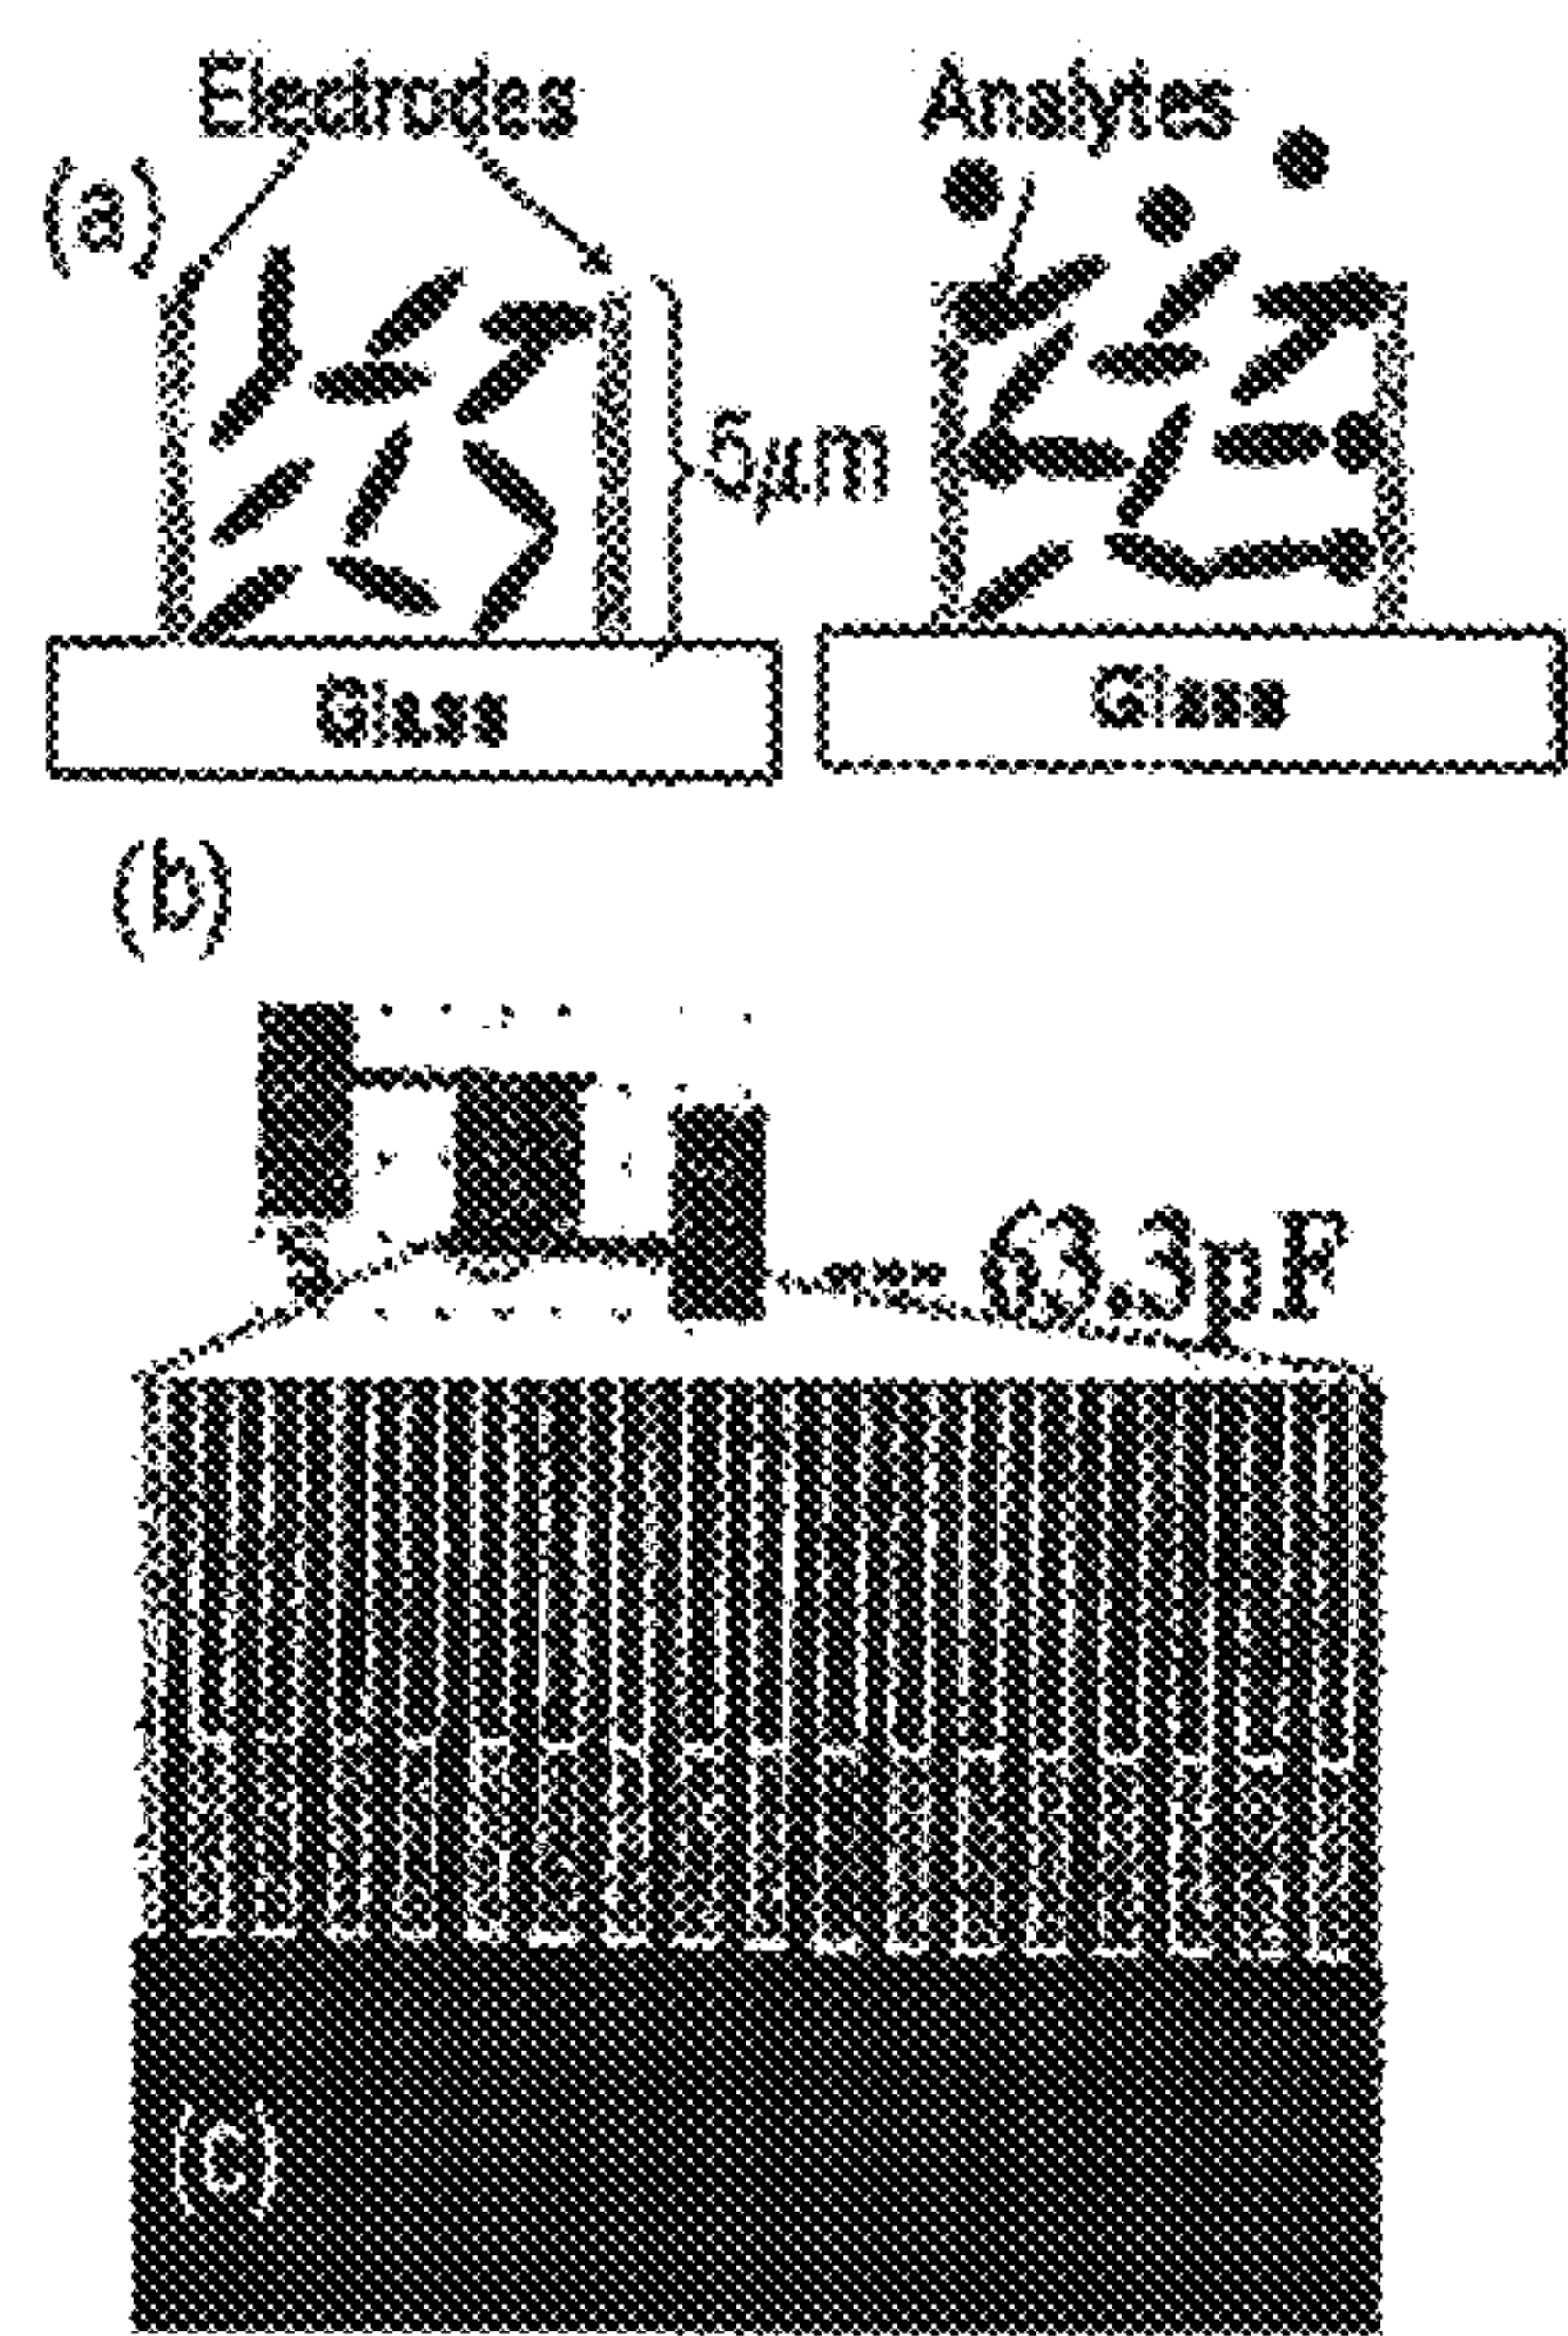 Electrodes
Analytes
(a)
5μm
Glass
Glass
(b)
63.3pF
(c)